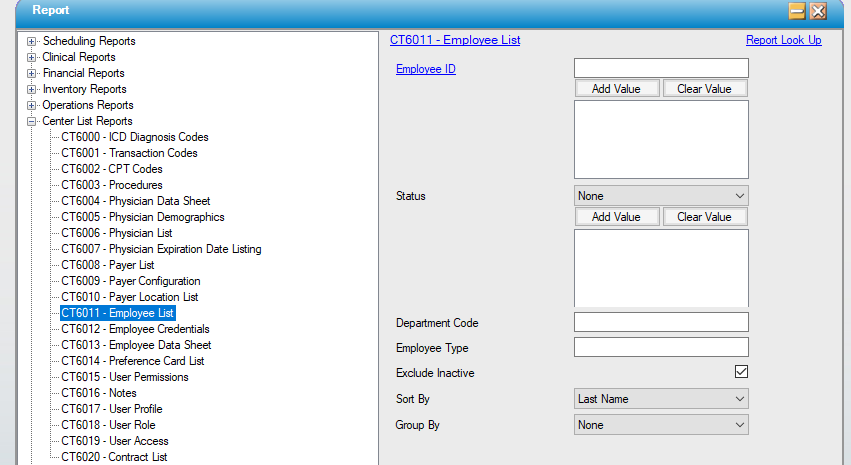 Report
Scheduling Reports
Clinical Reports
Financial Reports
Inventory Reports
Operations Reports
Center List Reports
CT6000 - ICD Diagnosis Codes
CT6001 - Transaction Codes
CT6002 - CPT Codes
CT6003 - Procedures
CT6004 - Physician Data Sheet
CT6005 - Physician Demographics
CT6006 - Physician List
CT6007 - Physician Expiration Date Listing
CT6008 - Payer List
CT6009 - Payer Configuration
CT6010 - Payer Location List
CT6011 - Employee List
CT6012 - Employee Credentials
CT6013 - Employee Data Sheet
CT6014 - Preference Card List
CT6015 - User Permissions
CT6016 - Notes
CT6017 - User Profile
CT6018 - User Role
CT6019 - User Access
CT6020 - Contract List
CT6011 - Employee List Report Look Up
Employee ID
Add Value Clear Value
Status None
Add Value Clear Value
Department Code
Employee Type
Exclude Inactive
Sort By Last Name
Group By None